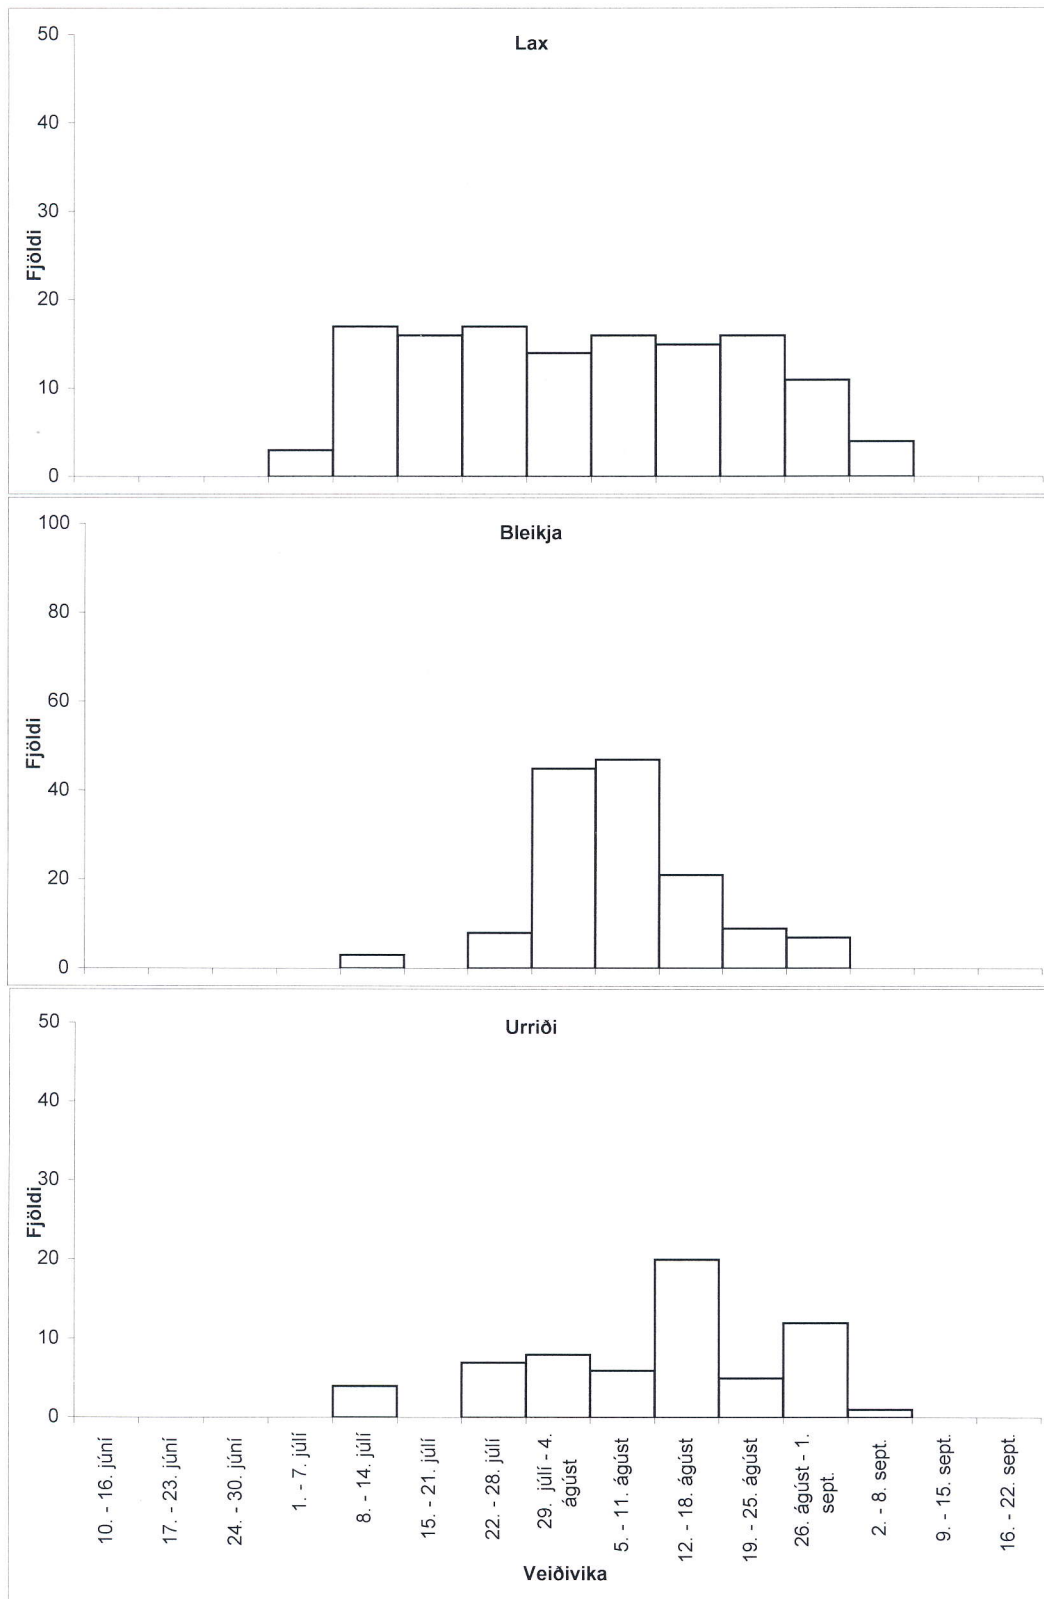 Lax
50
40
30
20
10
0
Fjöldi
Bleikja
100
80
60
40
20
0
Fjöldi
Urriði
50
40
30
20
10
0
Fjöldi
10. - 16. júní
17. - 23. júní
24. - 30. júní
1. - 7. júlí
8. - 14. júlí
15. - 21. júlí
22. - 28. júlí
29. júlí - 4.
ágúst
5. - 11. ágúst
12. - 18. ágúst
19. - 25. ágúst
26. ágúst - 1.
sept.
2. - 8. sept.
9. - 15. sept.
16. - 22. sept.
Veiðivika